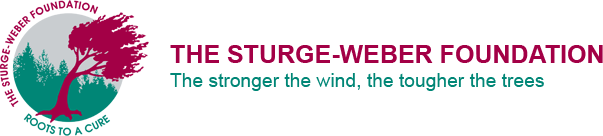 THE STURGE-WEBER FOUNDATION
ROOTS TO A CURE
THE STURGE-WEBER FOUNDATION
The stronger the wind, the tougher the trees